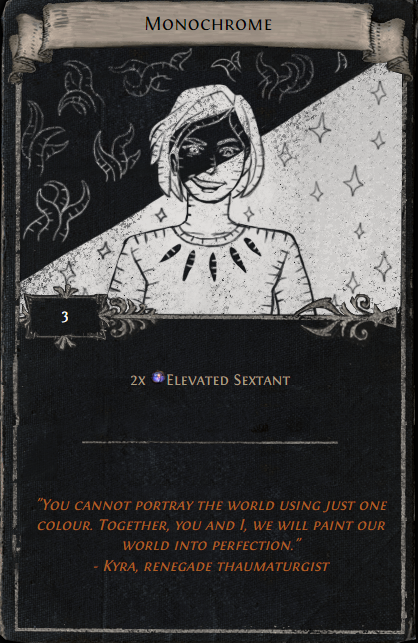 Monochrome
3
2x Elevated Sextant
"You cannot portray the world using just one
colour. Together, you and I, we will paint our
world into perfection."
- Kyra, renegade thaumaturgist